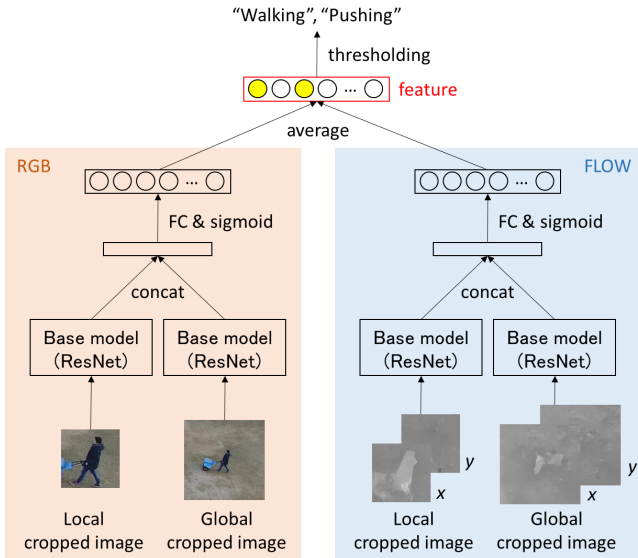 “Walking”, “Pushing”
thresholding
... feature
average
RGB
FLOW
...
...
FC & sigmoid
FC & sigmoid
concat
concat
Base model
(ResNet)
Base model
(ResNet)
Base model
(ResNet)
Base model
(ResNet)
y
x
y
x
Local
cropped image
Global
cropped image
Local
cropped image
Global
cropped image